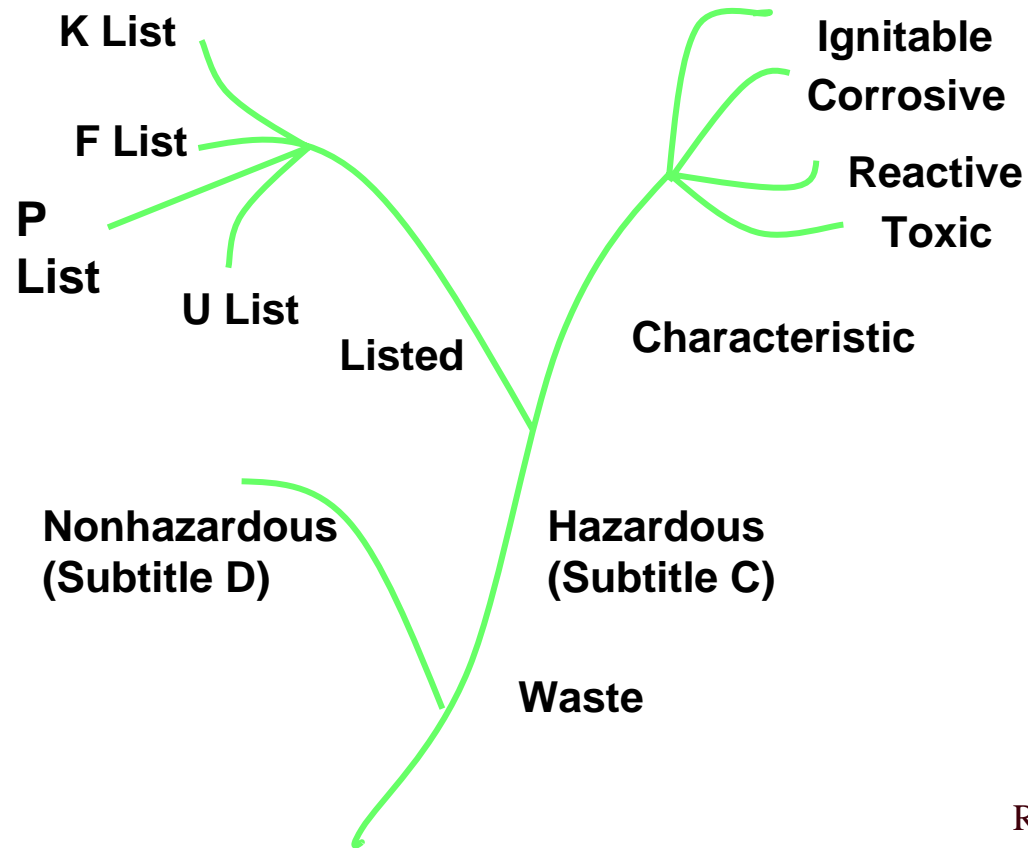 K List
Ignitable
Corrosive
F List
Reactive
P
List
Toxic
U List
Characteristic
Listed
Nonhazardous
(Subtitle D)
Hazardous
(Subtitle C)
Waste
R